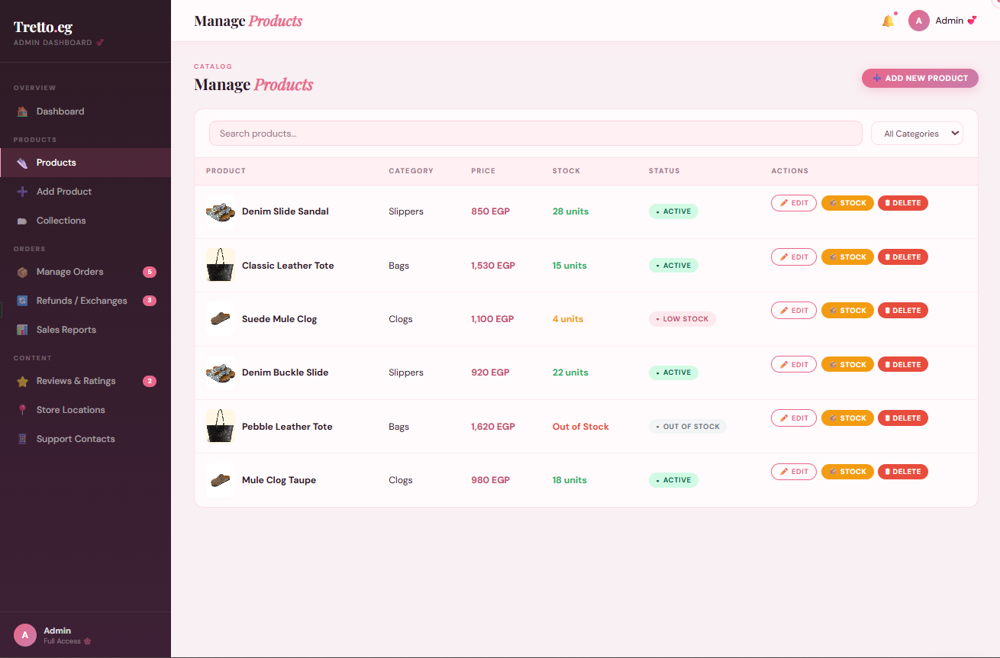 Tretto.eg
ADMIN DASHBOARD
OVERVIEW
Dashboard
PRODUCTS
Products
Add Product
Collections
ORDERS
Manage Orders 5
Refunds / Exchanges 3
Sales Reports
CONTENT
Reviews & Ratings 2
Store Locations
Support Contacts
A Admin
Full Access
Manage Products
A Admin
CATALOG
Manage Products
ADD NEW PRODUCT
Search products...
All Categories
PRODUCT CATEGORY PRICE STOCK STATUS ACTIONS
Denim Slide Sandal Slippers 850 EGP 28 units • ACTIVE EDIT STOCK DELETE
Classic Leather Tote Bags 1,530 EGP 15 units • ACTIVE EDIT STOCK DELETE
Suede Mule Clog Clogs 1,100 EGP 4 units • LOW STOCK EDIT STOCK DELETE
Denim Buckle Slide Slippers 920 EGP 22 units • ACTIVE EDIT STOCK DELETE
Pebble Leather Tote Bags 1,620 EGP Out of Stock • OUT OF STOCK EDIT STOCK DELETE
Mule Clog Taupe Clogs 980 EGP 18 units • ACTIVE EDIT STOCK DELETE